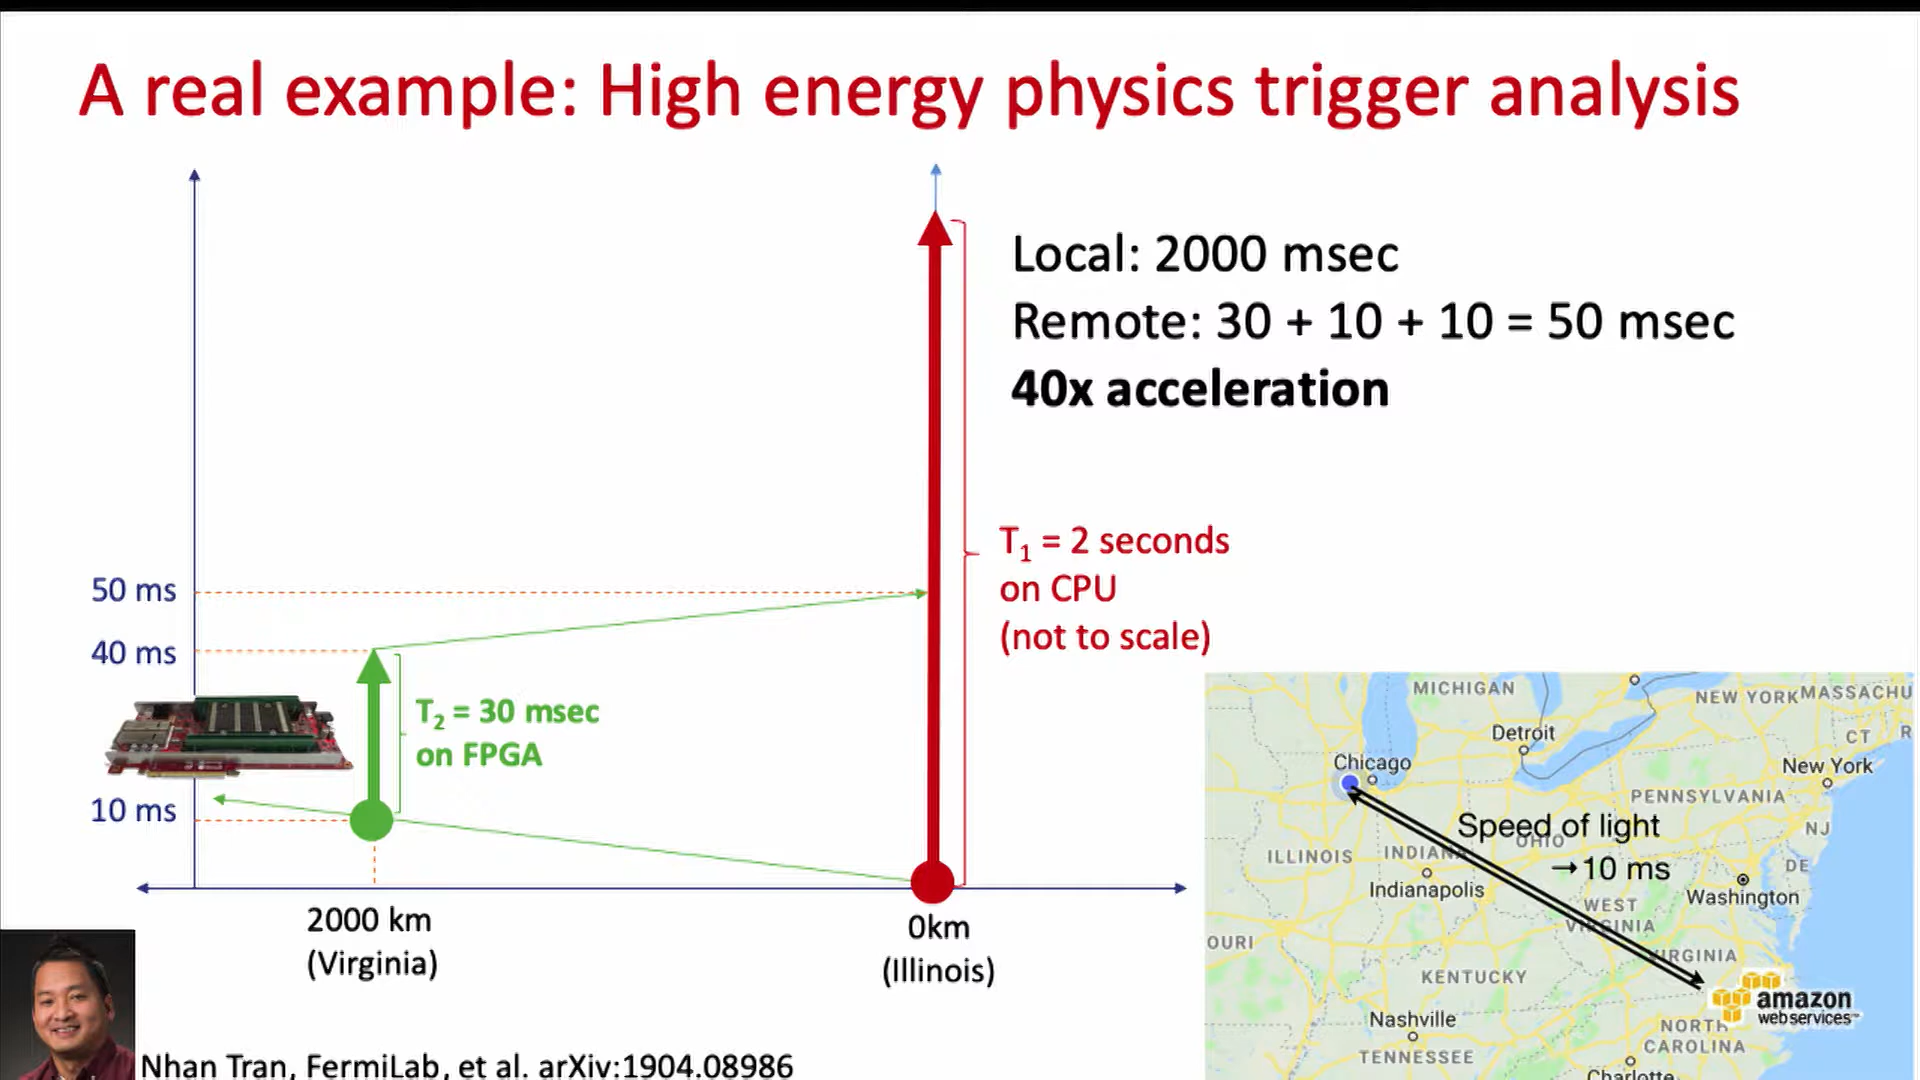 A real example: High energy physics trigger analysis
Local: 2000 msec
Remote: 30 + 10 + 10 = 50 msec
40x acceleration
T1 = 2 seconds
on CPU
(not to scale)
50 ms
40 ms
T2 = 30 msec
on FPGA
10 ms
2000 km
(Virginia)
0km
(Illinois)
MICHIGAN
NEW YORK
MASSACHU
Detroit
CT
R
Chicago
New York
PENNSYLVANIA
Speed of light
→10 ms
NJ
ILLINOIS
INDIANA
OHIO
DE
Indianapolis
Washington
WEST
VIRGINIA
OURI
VIRGINIA
KENTUCKY
amazon
webservices™
Nashville
NORTH
CAROLINA
TENNESSEE
Charlotte
Nhan Tran, FermiLab, et al. arXiv:1904.08986